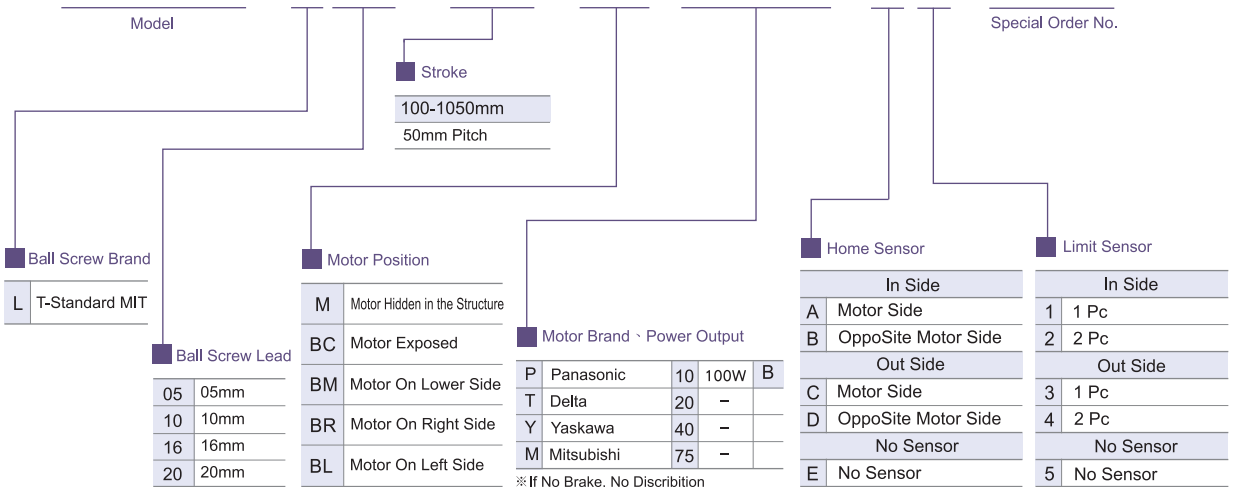 Model
Special Order No.
Stroke
100-1050mm
50mm Pitch
Ball Screw Brand
L T-Standard MIT
Ball Screw Lead
05 05mm
10 10mm
16 16mm
20 20mm
Motor Position
M Motor Hidden in the Structure
BC Motor Exposed
BM Motor On Lower Side
BR Motor On Right Side
BL Motor On Left Side
Motor Brand、Power Output
P Panasonic 10 100W B
T Delta 20 –
Y Yaskawa 40 –
M Mitsubishi 75 –
※If No Brake, No Discribition
Home Sensor
In Side
A Motor Side
B OppoSite Motor Side
Out Side
C Motor Side
D OppoSite Motor Side
No Sensor
E No Sensor
Limit Sensor
In Side
1 1 Pc
2 2 Pc
Out Side
3 1 Pc
4 2 Pc
No Sensor
5 No Sensor